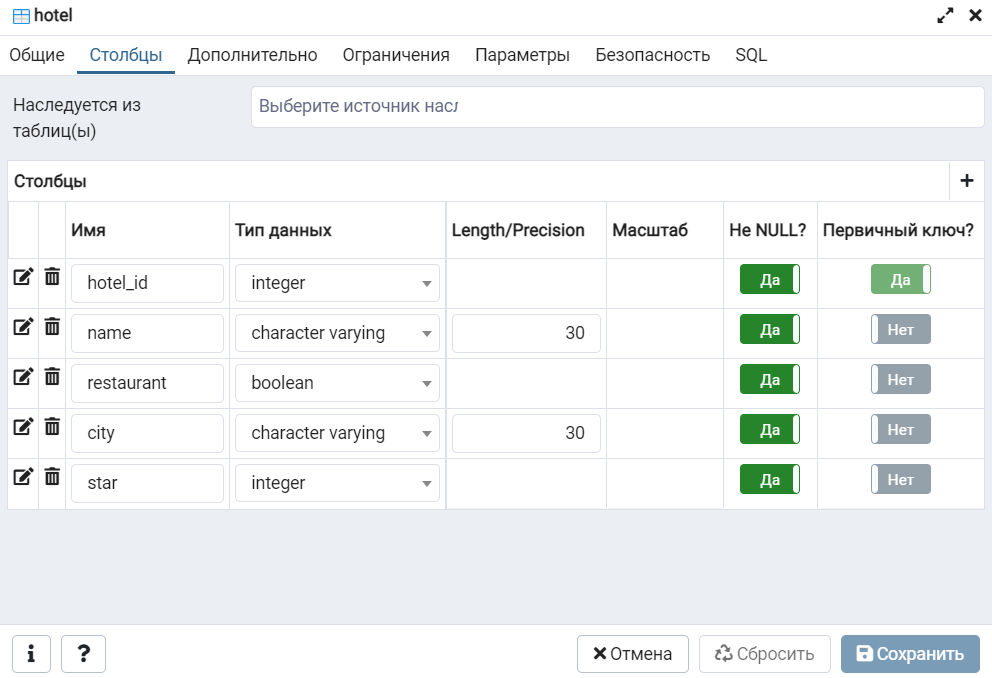 hotel
Общие Столбцы Дополнительно Ограничения Параметры Безопасность SQL
Наследуется из
таблиц(ы)
Выберите источник насл
Столбцы
Имя Тип данных Length/Precision Масштаб Не NULL? Первичный ключ?
hotel_id integer Да Да
name character varying 30 Да Нет
restaurant boolean Да Нет
city character varying 30 Да Нет
star integer Да Нет
Отмена Сбросить Сохранить